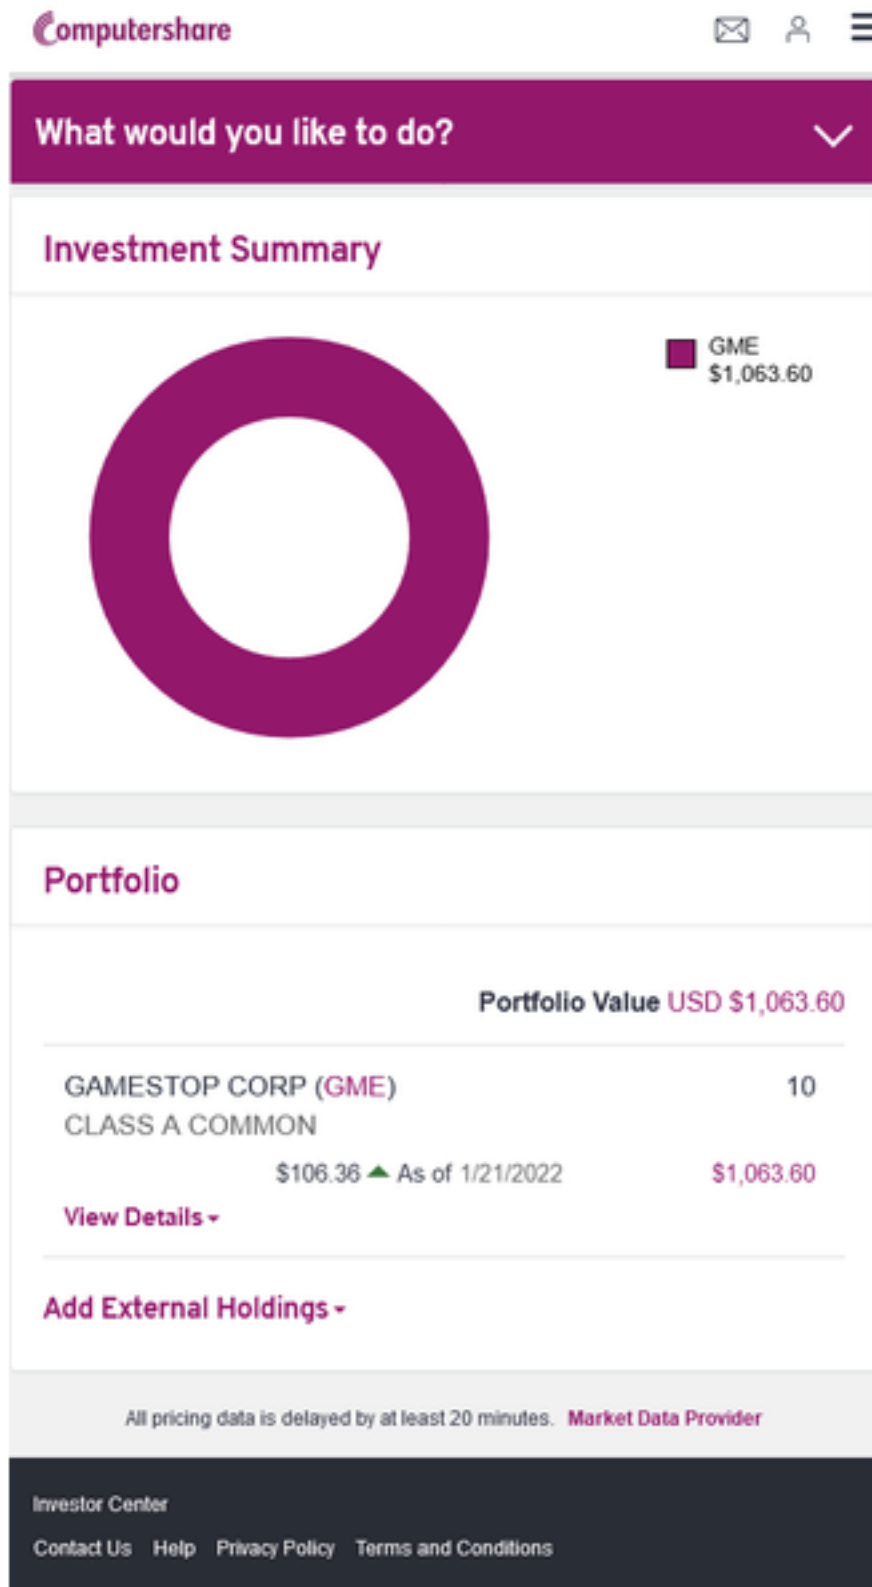 Computershare
What would you like to do?
Investment Summary
GME
$1,063.60
Portfolio
Portfolio Value USD $1,063.60
GAMESTOP CORP (GME) 10
CLASS A COMMON
$106.36 ▲ As of 1/21/2022 $1,063.60
View Details
Add External Holdings
All pricing data is delayed by at least 20 minutes. Market Data Provider
Investor Center
Contact Us Help Privacy Policy Terms and Conditions